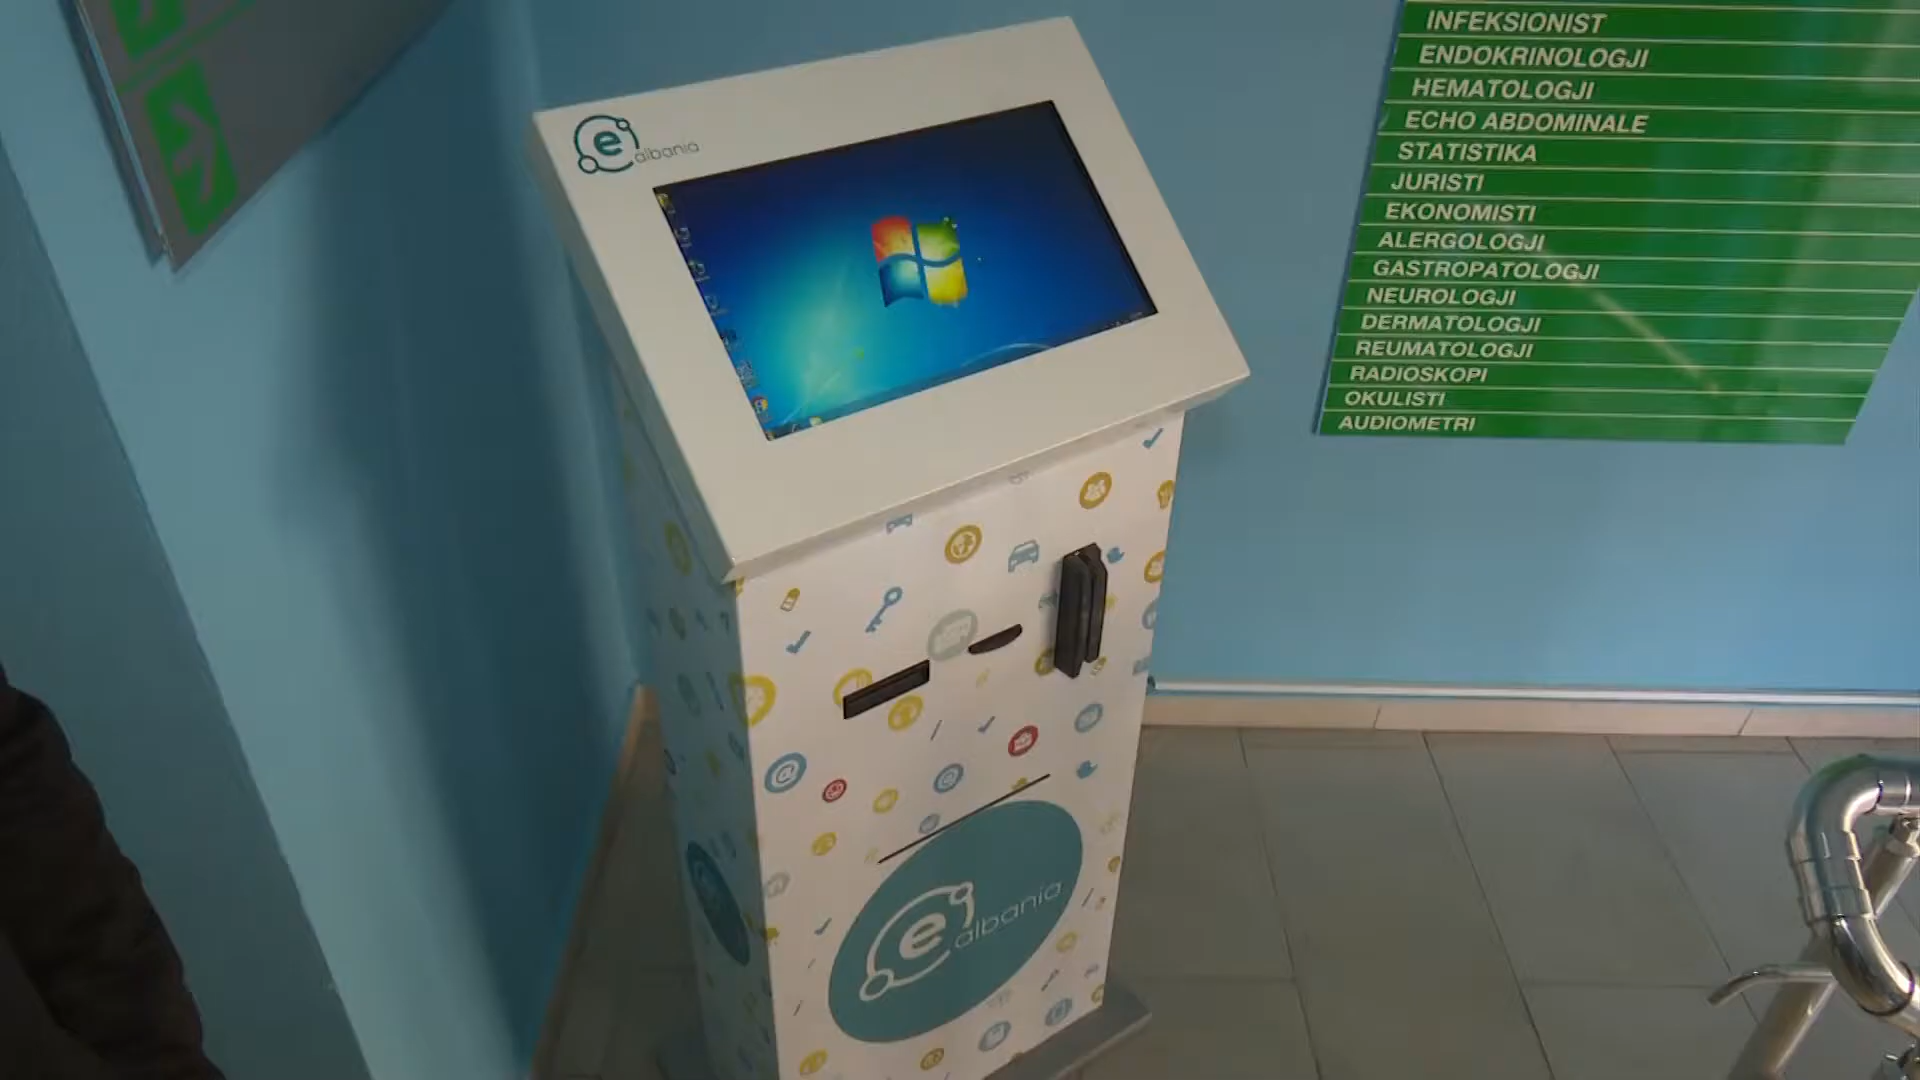 e albania
INFEKSIONIST
ENDOKRINOLOGJI
HEMATOLOGJI
ECHO ABDOMINALE
STATISTIKA
JURISTI
EKONOMISTI
ALERGOLOGJI
GASTROPATOLOGJI
NEUROLOGJI
DERMATOLOGJI
REUMATOLOGJI
RADIOSKOPI
OKULISTI
AUDIOMETRI
e albania